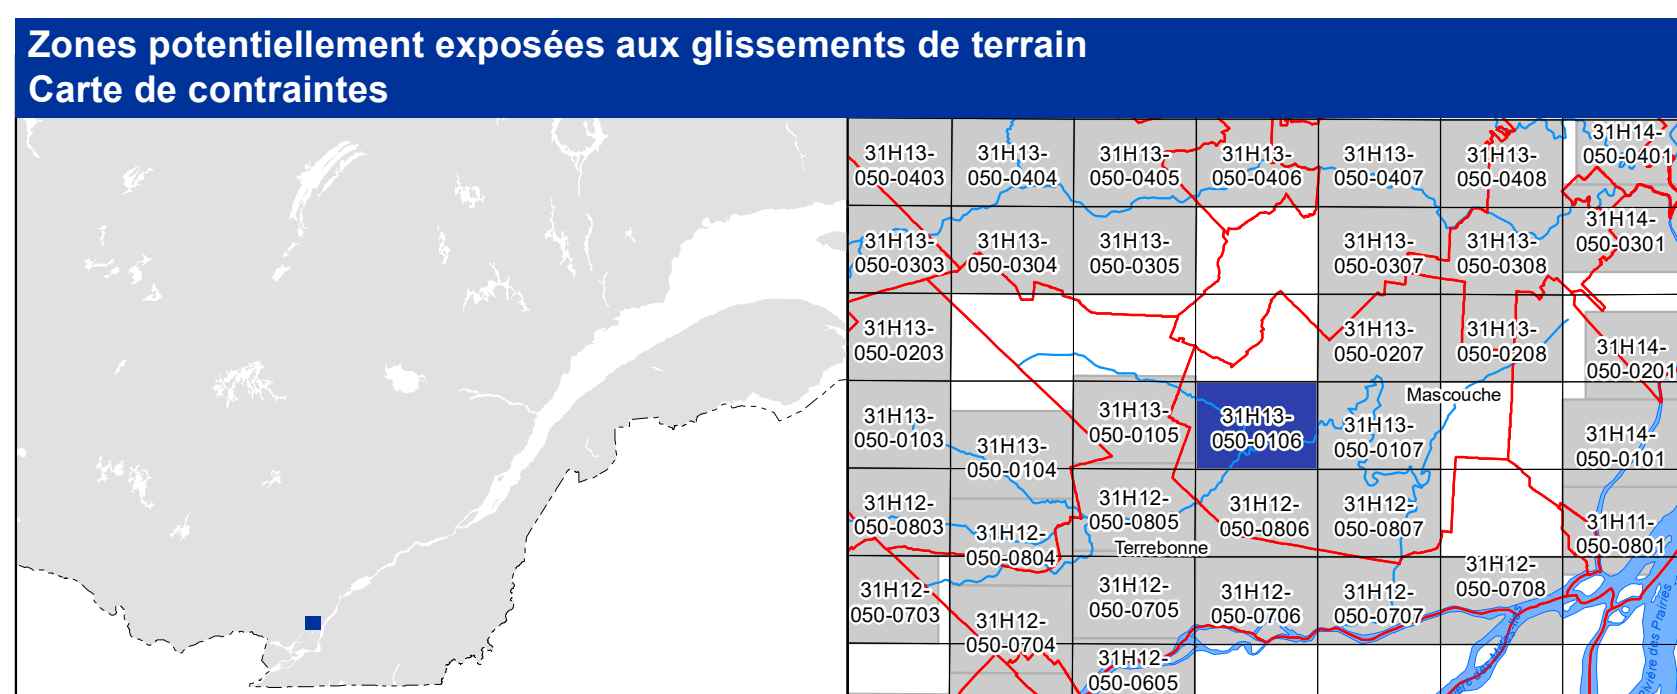 Zones potentiellement exposées aux glissements de terrain
Carte de contraintes
31H13-
050-0403
31H13-
050-0404
31H13-
050-0405
31H13-
050-0406
31H13-
050-0407
31H13-
050-0408
31H14-
050-0401
31H13-
050-0303
31H13-
050-0304
31H13-
050-0305
31H13-
050-0307
31H13-
050-0308
31H14-
050-0301
31H13-
050-0203
31H13-
050-0207
31H13-
050-0208
31H14-
050-0201
Mascouche
31H13-
050-0103
31H13-
050-0104
31H13-
050-0105
31H13-
050-0106
31H13-
050-0107
31H14-
050-0101
31H12-
050-0803
31H12-
050-0804
31H12-
050-0805
31H12-
050-0806
31H12-
050-0807
31H11-
050-0801
Terrebonne
31H12-
050-0703
31H12-
050-0704
31H12-
050-0705
31H12-
050-0706
31H12-
050-0707
31H12-
050-0708
31H12-
050-0605
Rivière des Prairies